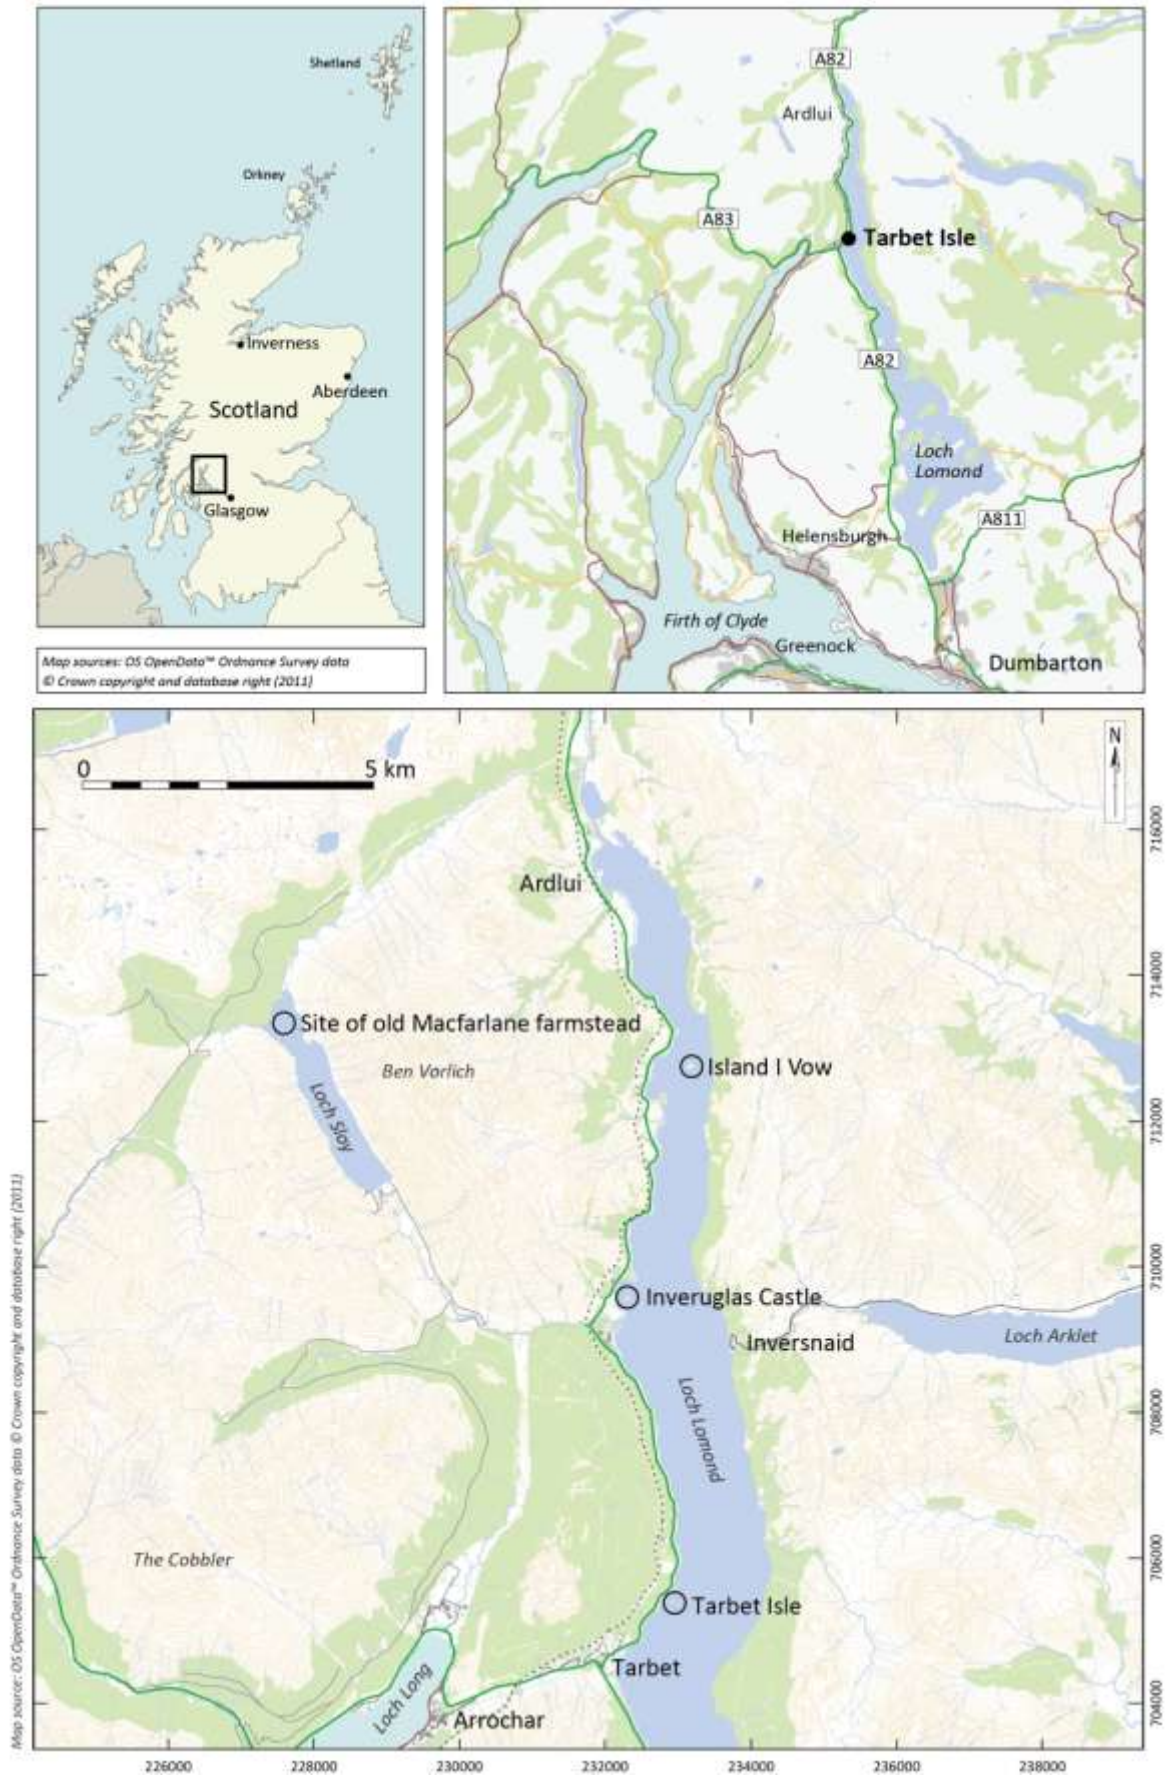 Shetland
Orkney
Inverness
Aberdeen
Scotland
Glasgow
Map sources: OS OpenData™ Ordnance Survey data
© Crown copyright and database right (2011)
A82
Ardlui
A83
Tarbet Isle
A82
Loch
Lomond
A811
Helensburgh
Firth of Clyde
Greenock
Dumbarton
0 5 km
N
716000
Ardlui
714000
Site of old Macfarlane farmstead
Island I Vow
Ben Vorlich
Loch Sloy
712000
710000
Inveruglas Castle
Inversnaid
Loch Arklet
Loch Lomond
708000
The Cobbler
706000
Tarbet Isle
Tarbet
Loch Long
Arrochar
704000
226000 228000 230000 232000 234000 236000 238000
Map source: OS OpenData™ Ordnance Survey data © Crown copyright and database right (2011)